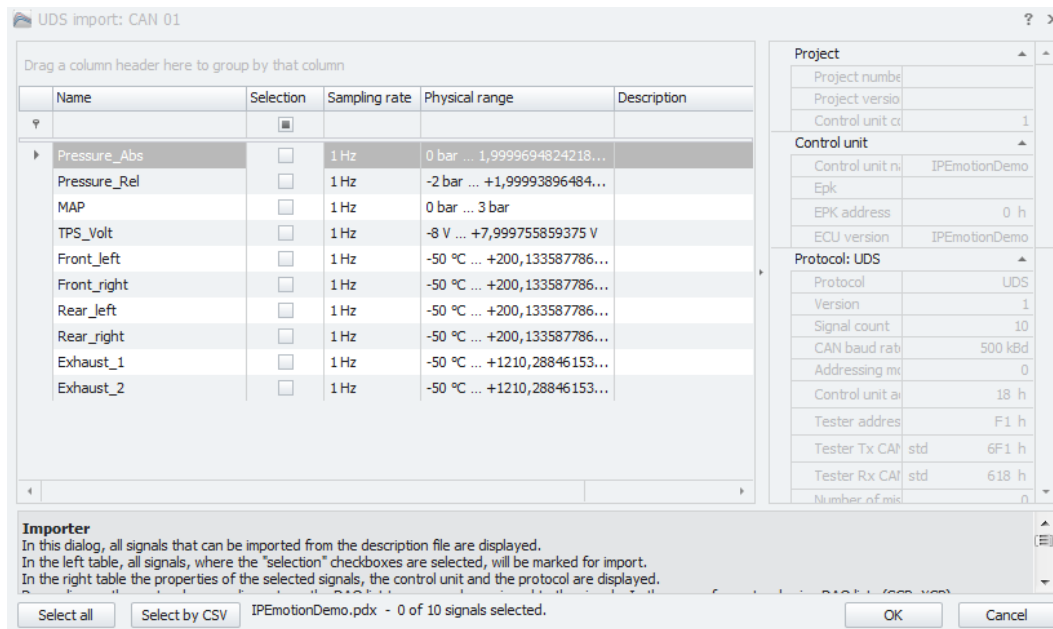 UDS import: CAN 01
?
Drag a column header here to group by that column
Name Selection Sampling rate Physical range Description
Pressure_Abs 1 Hz 0 bar ... 1,9999694824218...
Pressure_Rel 1 Hz -2 bar ... +1,99993896484...
MAP 1 Hz 0 bar ... 3 bar
TPS_Volt 1 Hz -8 V ... +7,999755859375 V
Front_left 1 Hz -50 °C ... +200,133587786...
Front_right 1 Hz -50 °C ... +200,133587786...
Rear_left 1 Hz -50 °C ... +200,133587786...
Rear_right 1 Hz -50 °C ... +200,133587786...
Exhaust_1 1 Hz -50 °C ... +1210,28846153...
Exhaust_2 1 Hz -50 °C ... +1210,28846153...
Project
Project numbe
Project versio
Control unit co 1
Control unit
Control unit na IPEmotionDemo
Epk
EPK address 0 h
ECU version IPEmotionDemo
Protocol: UDS
Protocol UDS
Version 1
Signal count 10
CAN baud rate 500 kBd
Addressing mo 0
Control unit ad 18 h
Tester addres F1 h
Tester Tx CAN std 6F1 h
Tester Rx CAN std 618 h
Number of mis 0
Importer
In this dialog, all signals that can be imported from the description file are displayed.
In the left table, all signals, where the "selection" checkboxes are selected, will be marked for import.
In the right table the properties of the selected signals, the control unit and the protocol are displayed.
Select all Select by CSV IPEmotionDemo.pdx - 0 of 10 signals selected. OK Cancel